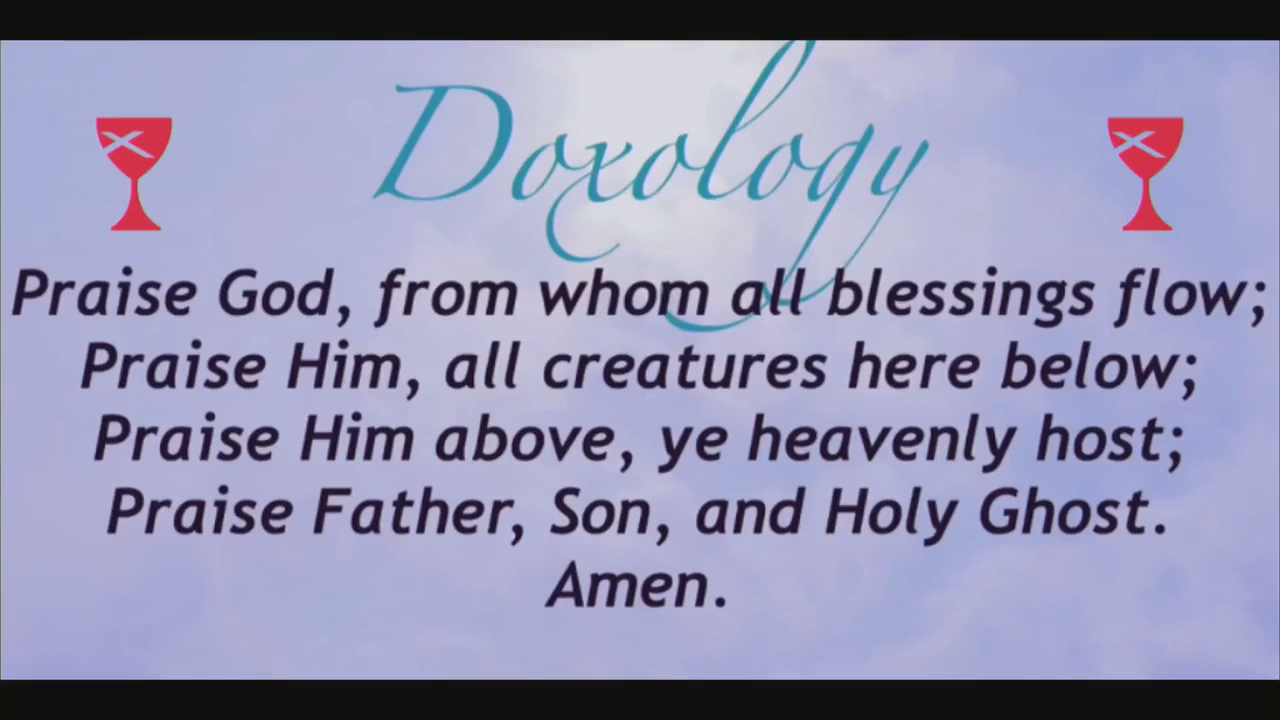 Doxology
Praise God, from whom all blessings flow;
Praise Him, all creatures here below;
Praise Him above, ye heavenly host;
Praise Father, Son, and Holy Ghost.
Amen.